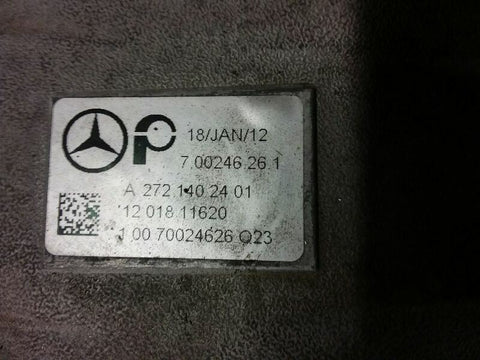 18/JAN/12
7.00246.26.1
A 272 140 24 01
12 018 11620
1 00 70024626 Q23